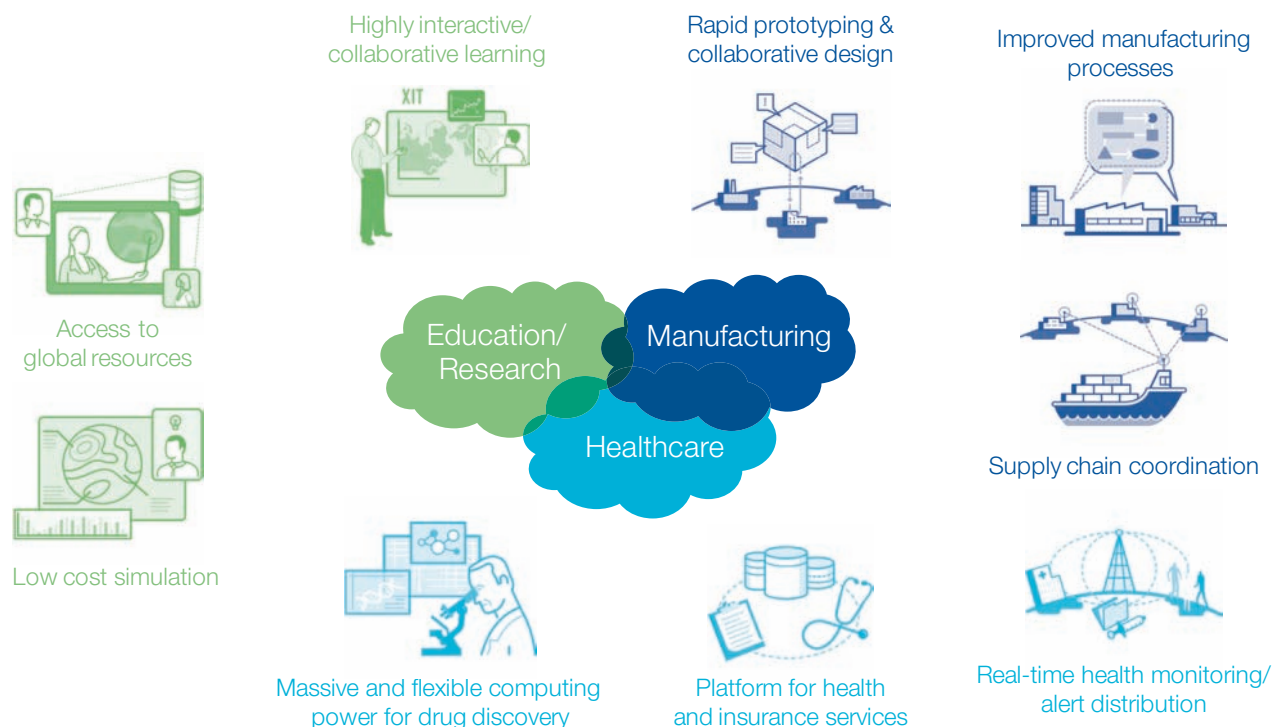 Highly interactive/
collaborative learning
Rapid prototyping &
collaborative design
Improved manufacturing
processes
XIT
Access to
global resources
Education/
Research
Manufacturing
Healthcare
Low cost simulation
Supply chain coordination
Massive and flexible computing
power for drug discovery
Platform for health
and insurance services
Real-time health monitoring/
alert distribution